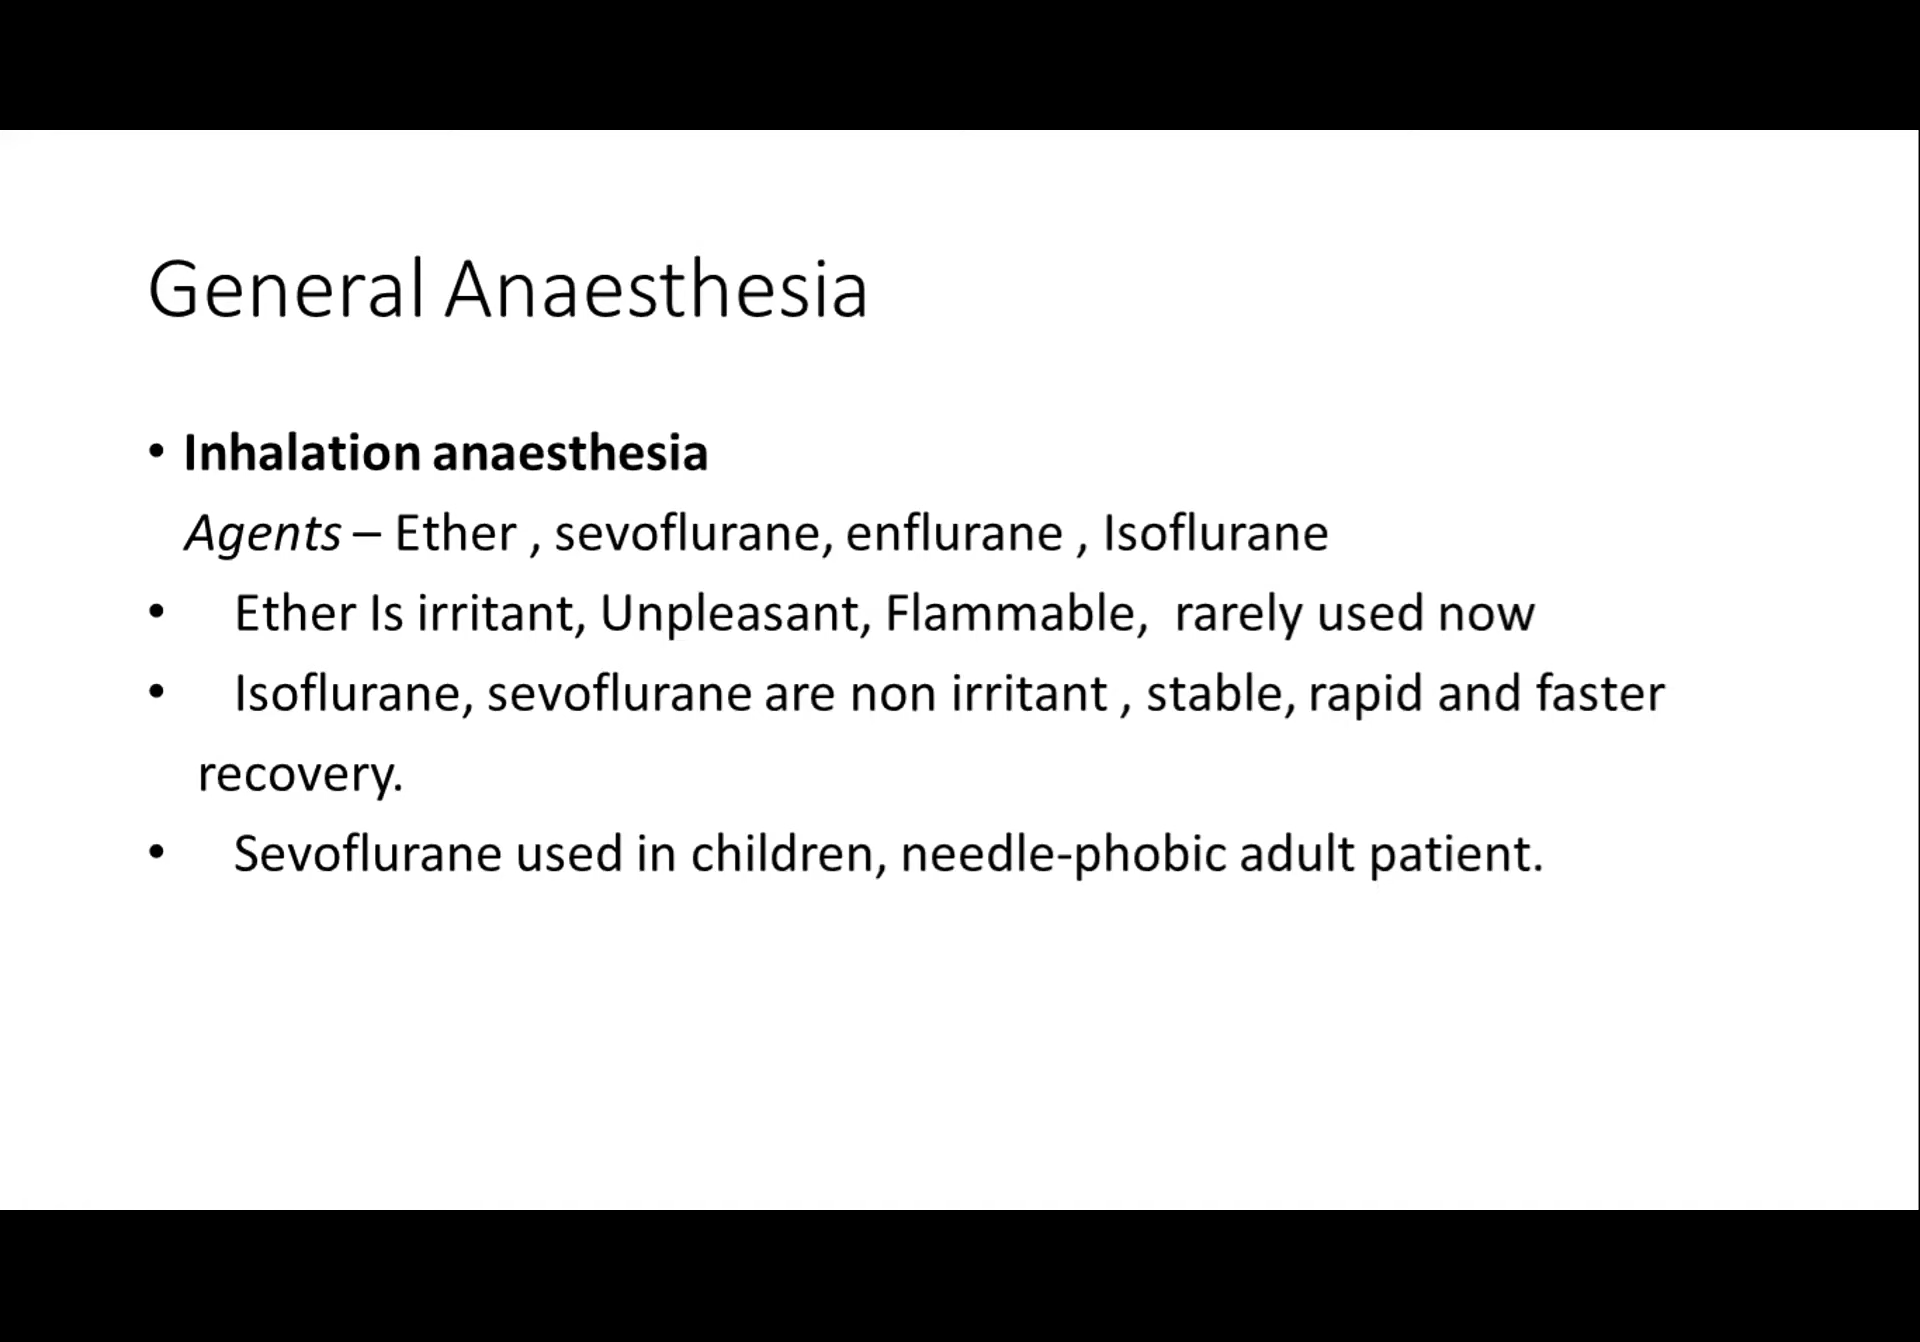 General Anaesthesia
• Inhalation anaesthesia
Agents – Ether , sevoflurane, enflurane , Isoflurane
• Ether Is irritant, Unpleasant, Flammable, rarely used now
• Isoflurane, sevoflurane are non irritant , stable, rapid and faster
recovery.
• Sevoflurane used in children, needle-phobic adult patient.